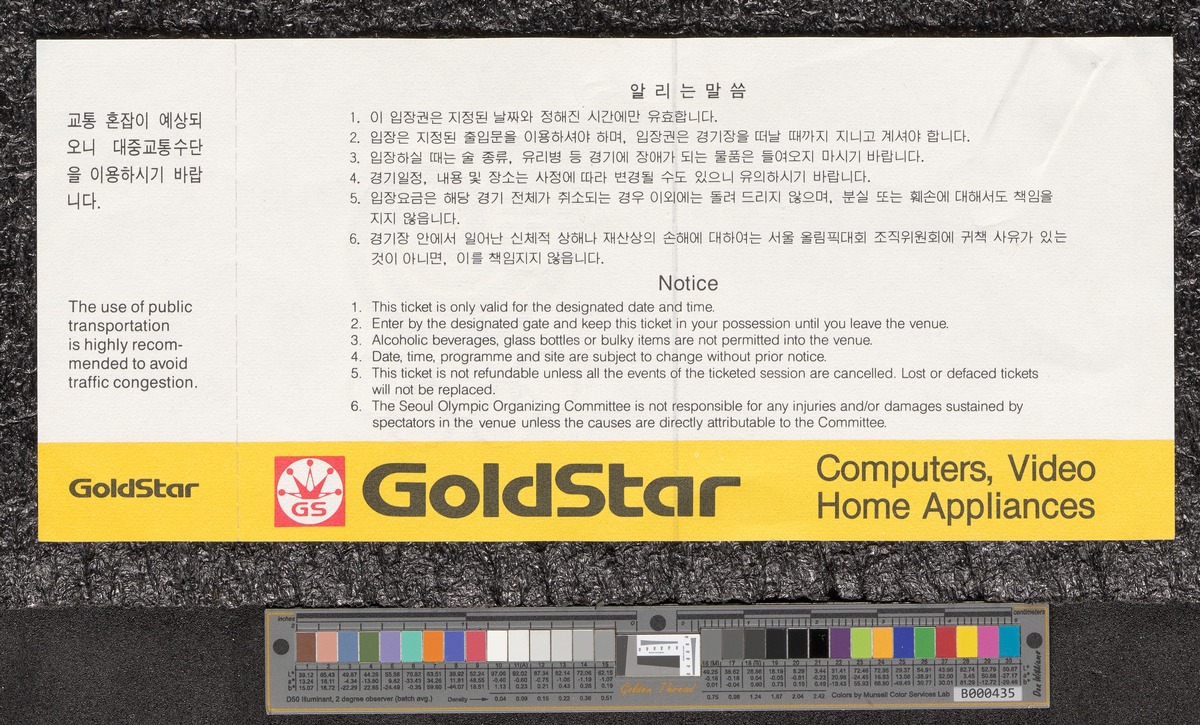 교통 혼잡이 예상되
오니 대중교통수단
을 이용하시기 바랍
니다.
The use of public
transportation
is highly recom-
mended to avoid
traffic congestion.
GoldStar
알 리 는 말 씀
1. 이 입장권은 지정된 날짜와 정해진 시간에만 유효합니다.
2. 입장은 지정된 출입문을 이용하셔야 하며, 입장권은 경기장을 떠날 때까지 지니고 계셔야 합니다.
3. 입장하실 때는 술 종류, 유리병 등 경기에 장애가 되는 물품은 들여오지 마시기 바랍니다.
4. 경기일정, 내용 및 장소는 사정에 따라 변경될 수도 있으니 유의하시기 바랍니다.
5. 입장요금은 해당 경기 전체가 취소되는 경우 이외에는 돌려 드리지 않으며, 분실 또는 훼손에 대해서도 책임을
지지 않읍니다.
6. 경기장 안에서 일어난 신체적 상해나 재산상의 손해에 대하여는 서울 올림픽대회 조직위원회에 귀책 사유가 있는
것이 아니면, 이를 책임지지 않읍니다.
Notice
1. This ticket is only valid for the designated date and time.
2. Enter by the designated gate and keep this ticket in your possession until you leave the venue.
3. Alcoholic beverages, glass bottles or bulky items are not permitted into the venue.
4. Date, time, programme and site are subject to change without prior notice.
5. This ticket is not refundable unless all the events of the ticketed session are cancelled. Lost or defaced tickets
will not be replaced.
6. The Seoul Olympic Organizing Committee is not responsible for any injuries and/or damages sustained by
spectators in the venue unless the causes are directly attributable to the Committee.
GS
GoldStar
Computers, Video
Home Appliances
inches
centimeters
D50 Illuminant, 2 degree observer (batch avg.)
Density
Golden Thread
Colors by Munsell Color Services Lab
B000435